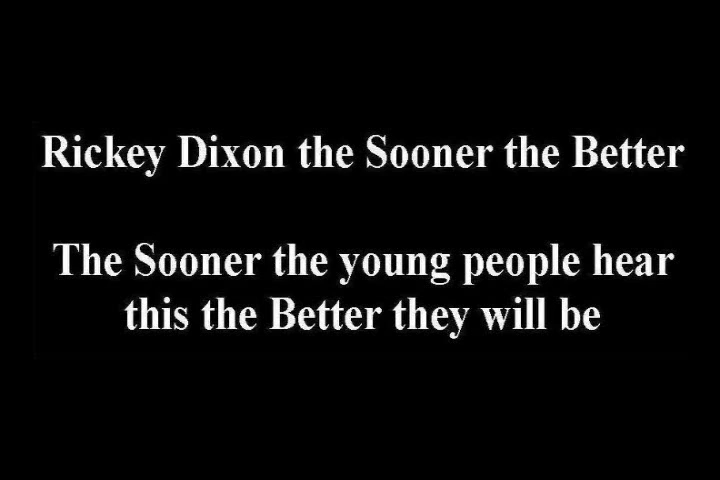 Rickey Dixon the Sooner the Better
The Sooner the young people hear
this the Better they will be